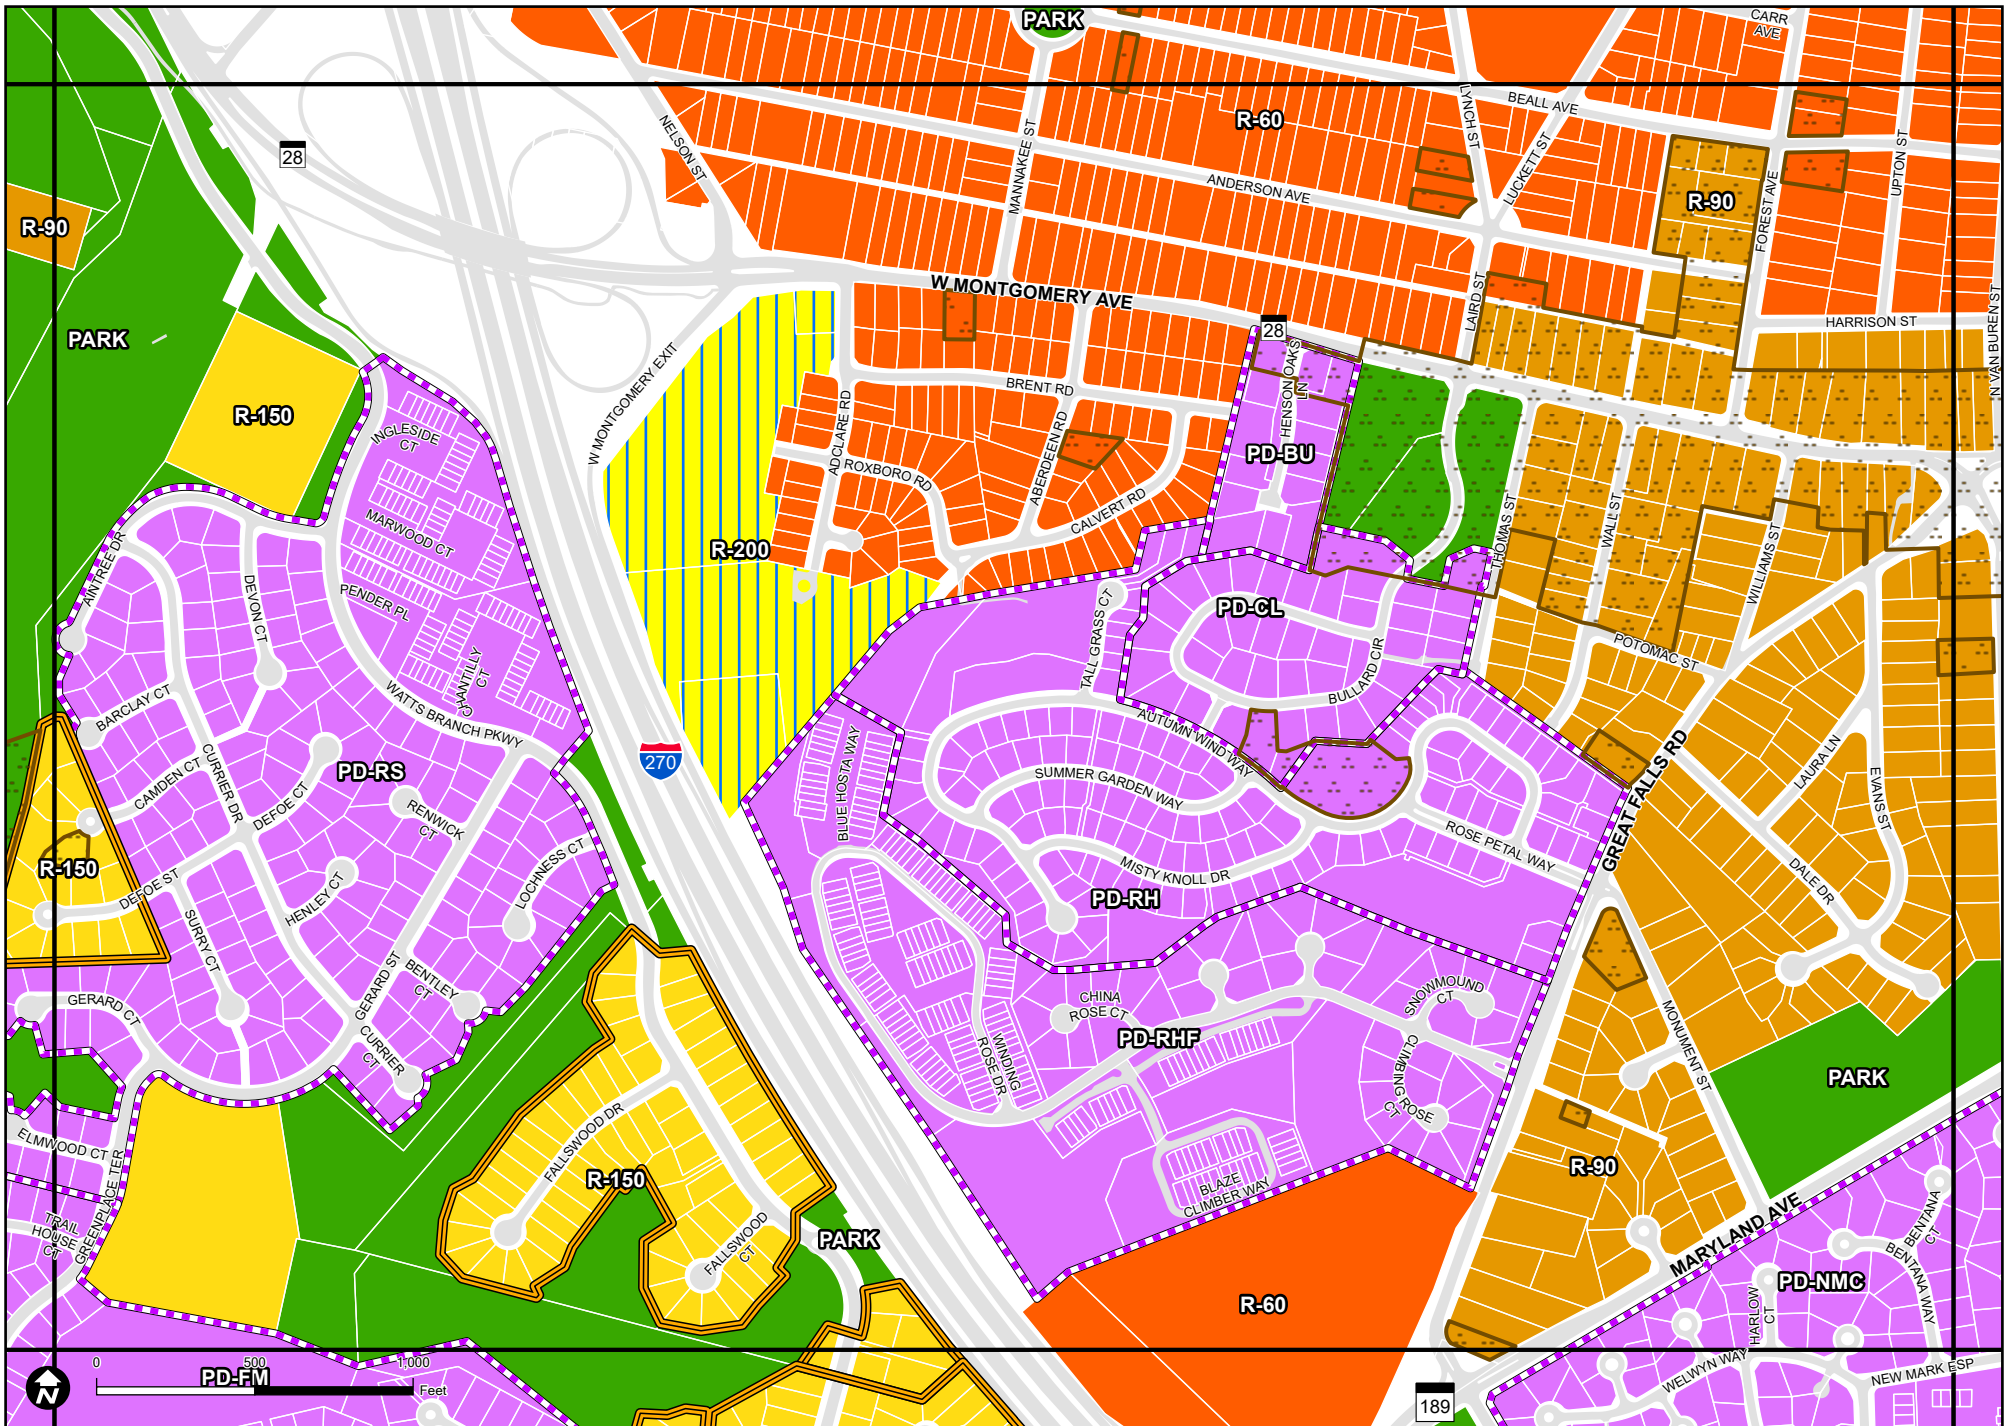 PARK
CARR
AVE
28
R-60
BEALL AVE
LYNCH ST
LUCKETT ST
NELSON ST
MANNAKEE ST
ANDERSON AVE
UPTON ST
R-90
FOREST AVE
R-90
PARK
W MONTGOMERY AVE
28
LAIRD ST
HARRISON ST
N VAN BUREN ST
W MONTGOMERY EXIT
BRENT RD
HENSON OAKS
LN
R-150
INGLESIDE
CT
ADCLARE RD
ROXBORO RD
ABERDEEN RD
CALVERT RD
PD-BU
MARWOOD CT
R-200
THOMAS ST
WALL ST
WILLIAMS ST
AINTREE DR
DEVON CT
PENDER PL
TALL GRASS CT
PD-CL
POTOMAC ST
CHANTILLY
CT
BARCLAY CT
WATTS BRANCH PKWY
BULLARD CIR
AUTUMN WIND WAY
CURRIER DR
CAMDEN CT
PD-RS
DEFOE CT
RENWICK
CT
270
BLUE HOSTA WAY
SUMMER GARDEN WAY
GREAT FALLS RD
LAURA LN
EVANS ST
ROSE PETAL WAY
R-150
DEFOE ST
HENLEY CT
LOCHNESS CT
MISTY KNOLL DR
PD-RH
DALE DR
SURRY CT
GERARD CT
GERARD ST
BENTLEY
CT
CURRIER
CT
CHINA
ROSE CT
PD-RHF
SNOWMOUND
CT
WINDING
ROSE DR
CLIMBING ROSE
CT
MONUMENT ST
PARK
ELMWOOD CT
FALLSWOOD DR
R-150
BLAZE
CLIMBER WAY
R-90
GREENPLACE TER
TRAIL
HOUSE
CT
FALLSWOOD
CT
PARK
MARYLAND AVE
BENTANA
CT
BENTANA WAY
PD-NMC
R-60
HARLOW
CT
WELWYN WAY
NEW MARK ESP
0 500 1,000
Feet
PD-FM
N
189